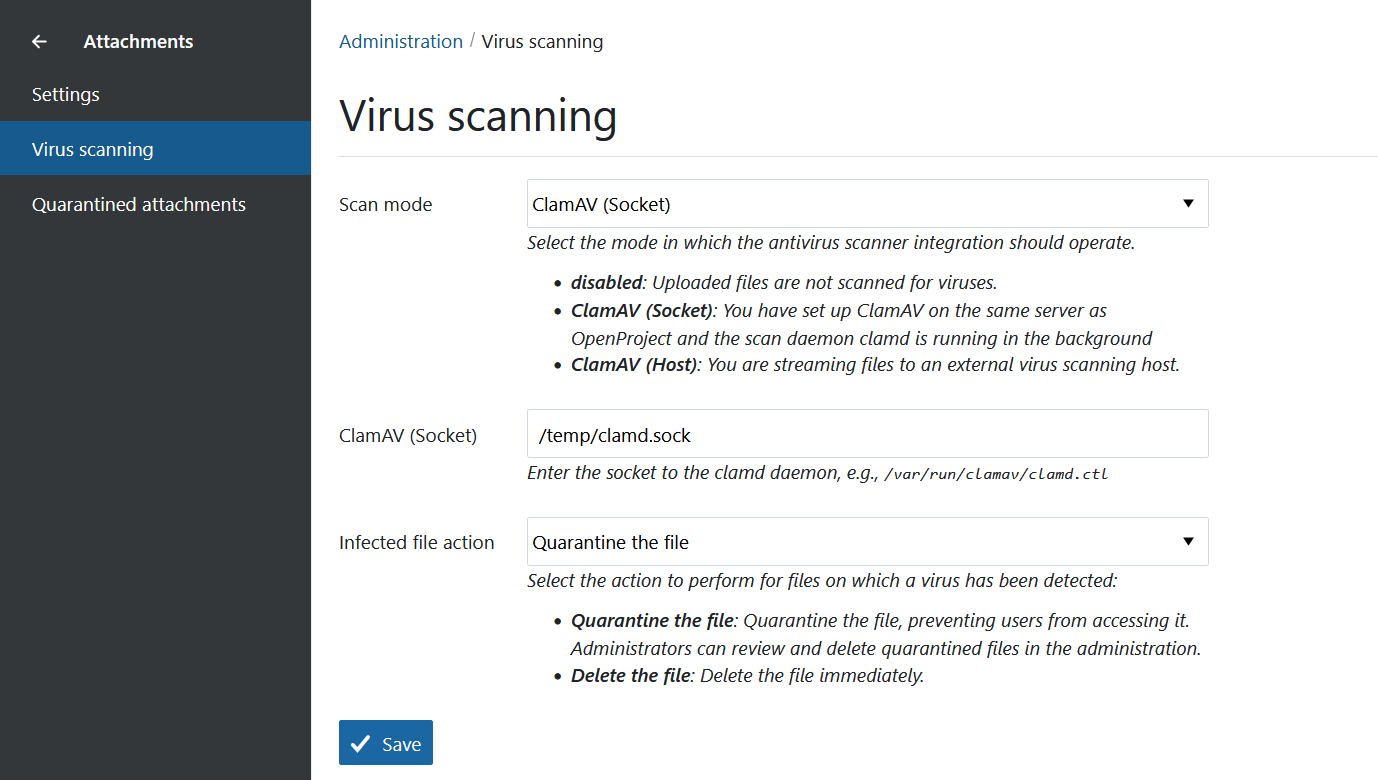 Attachments
Settings
Virus scanning
Quarantined attachments
Administration / Virus scanning
Virus scanning
Scan mode
ClamAV (Socket)
Select the mode in which the antivirus scanner integration should operate.
• disabled: Uploaded files are not scanned for viruses.
• ClamAV (Socket): You have set up ClamAV on the same server as
OpenProject and the scan daemon clamd is running in the background
• ClamAV (Host): You are streaming files to an external virus scanning host.
ClamAV (Socket)
/temp/clamd.sock
Enter the socket to the clamd daemon, e.g., /var/run/clamav/clamd.ctl
Infected file action
Quarantine the file
Select the action to perform for files on which a virus has been detected:
• Quarantine the file: Quarantine the file, preventing users from accessing it.
Administrators can review and delete quarantined files in the administration.
• Delete the file: Delete the file immediately.
Save